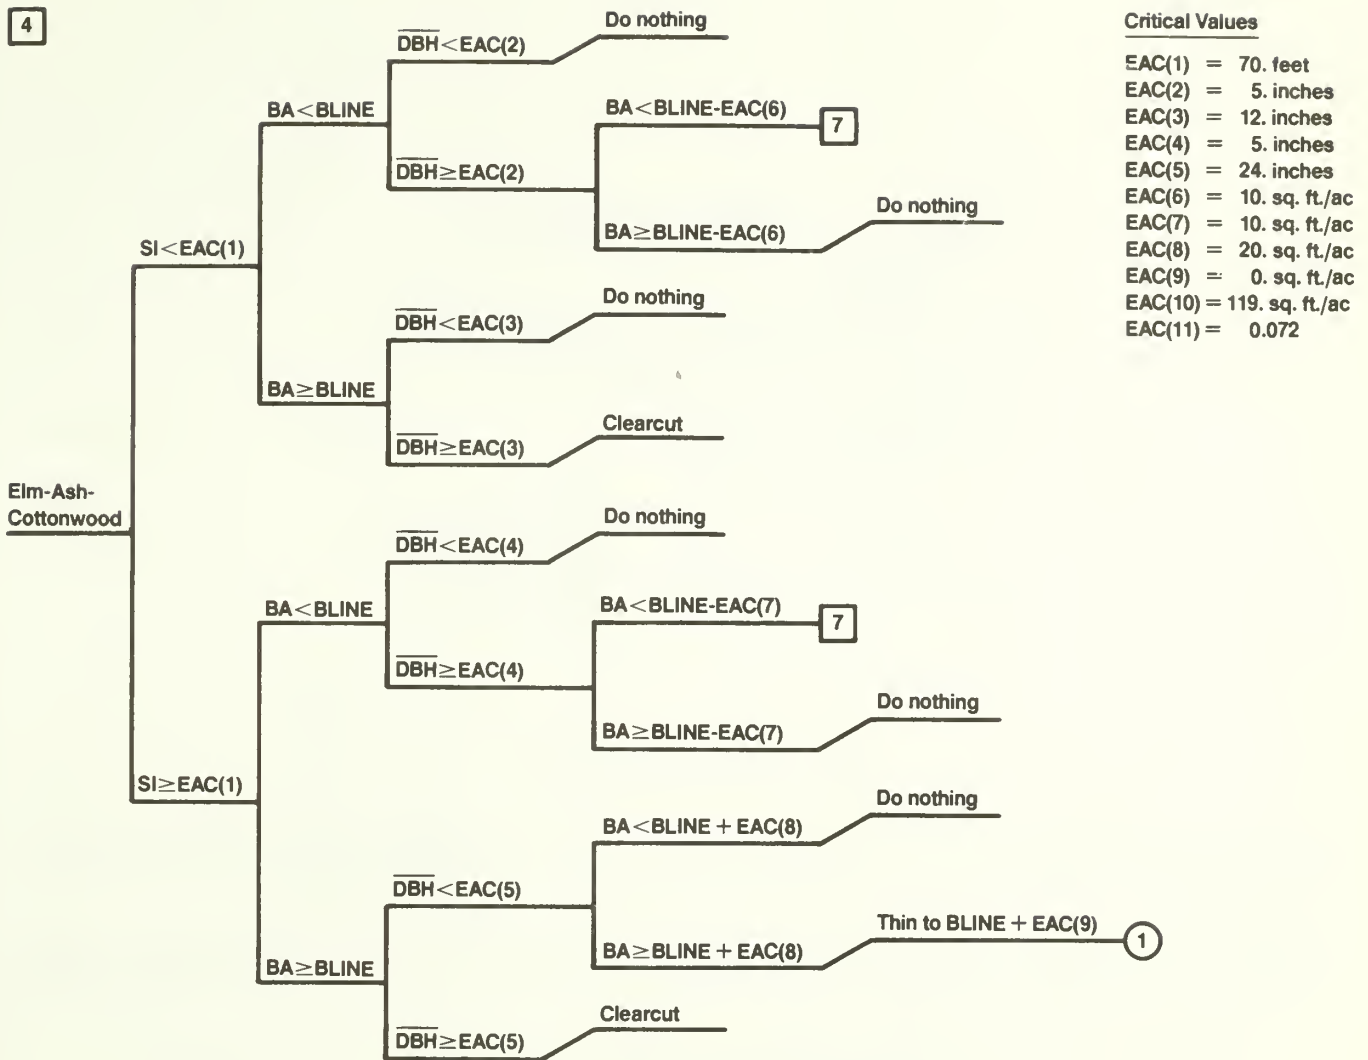 4
Do nothing
DBH<EAC(2)
BA<BLINE
BA<BLINE-EAC(6)
7
DBH≥EAC(2)
Do nothing
BA≥BLINE-EAC(6)
SI<EAC(1)
Do nothing
DBH<EAC(3)
BA≥BLINE
Clearcut
DBH≥EAC(3)
Elm-Ash-
Cottonwood
Do nothing
DBH<EAC(4)
BA<BLINE
BA<BLINE-EAC(7)
7
DBH≥EAC(4)
Do nothing
BA≥BLINE-EAC(7)
SI≥EAC(1)
Do nothing
BA<BLINE + EAC(8)
DBH<EAC(5)
Thin to BLINE + EAC(9)
1
BA≥BLINE + EAC(8)
BA≥BLINE
Clearcut
DBH≥EAC(5)
Critical Values
EAC(1) = 70. feet
EAC(2) = 5. inches
EAC(3) = 12. inches
EAC(4) = 5. inches
EAC(5) = 24. inches
EAC(6) = 10. sq. ft./ac
EAC(7) = 10. sq. ft./ac
EAC(8) = 20. sq. ft./ac
EAC(9) = 0. sq. ft./ac
EAC(10) = 119. sq. ft./ac
EAC(11) = 0.072